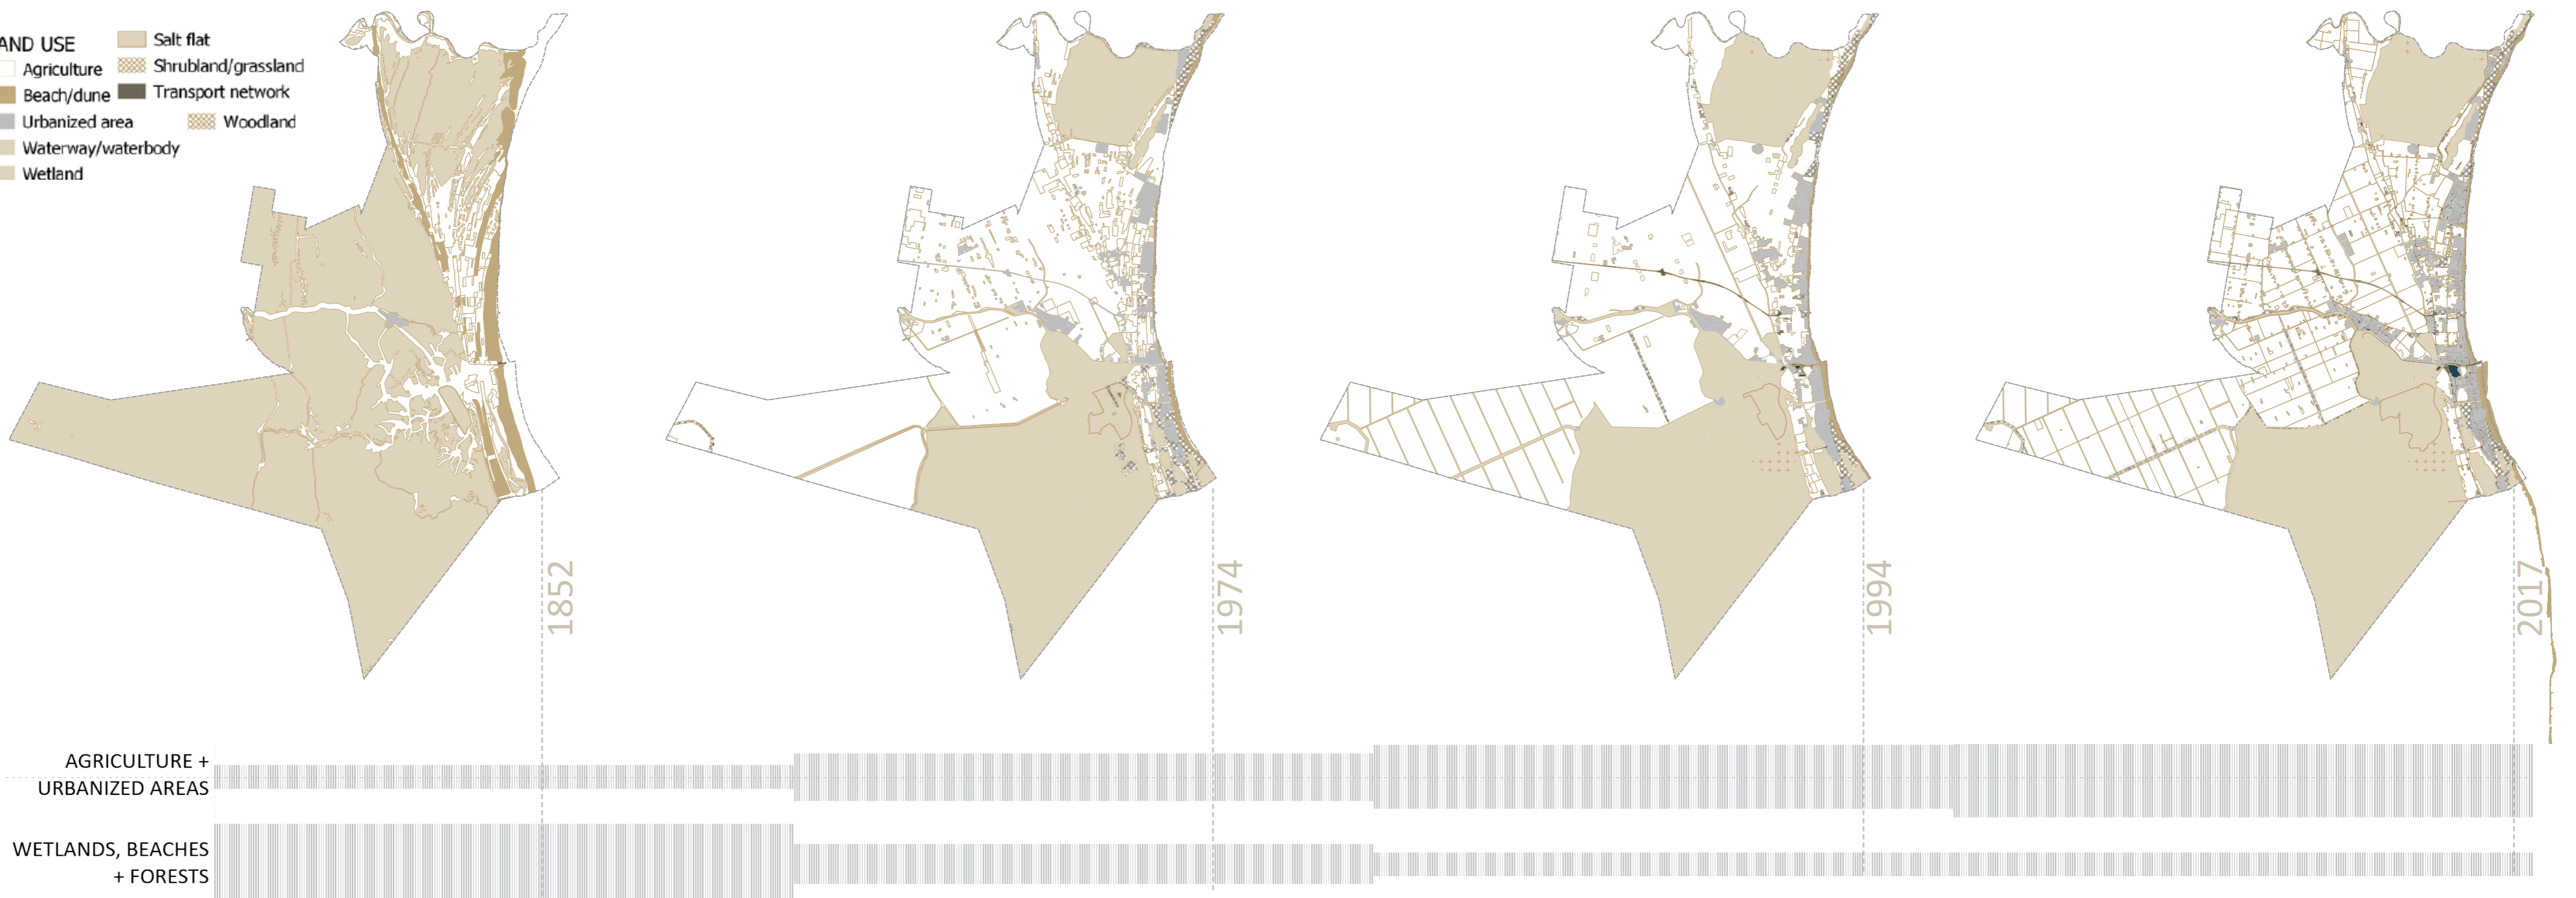 AND USE
Agriculture
Beach/dune
Urbanized area
Waterway/waterbody
Wetland
Salt flat
Shrubland/grassland
Transport network
Woodland
1852
1974
1994
2017
AGRICULTURE +
URBANIZED AREAS
WETLANDS, BEACHES
+ FORESTS